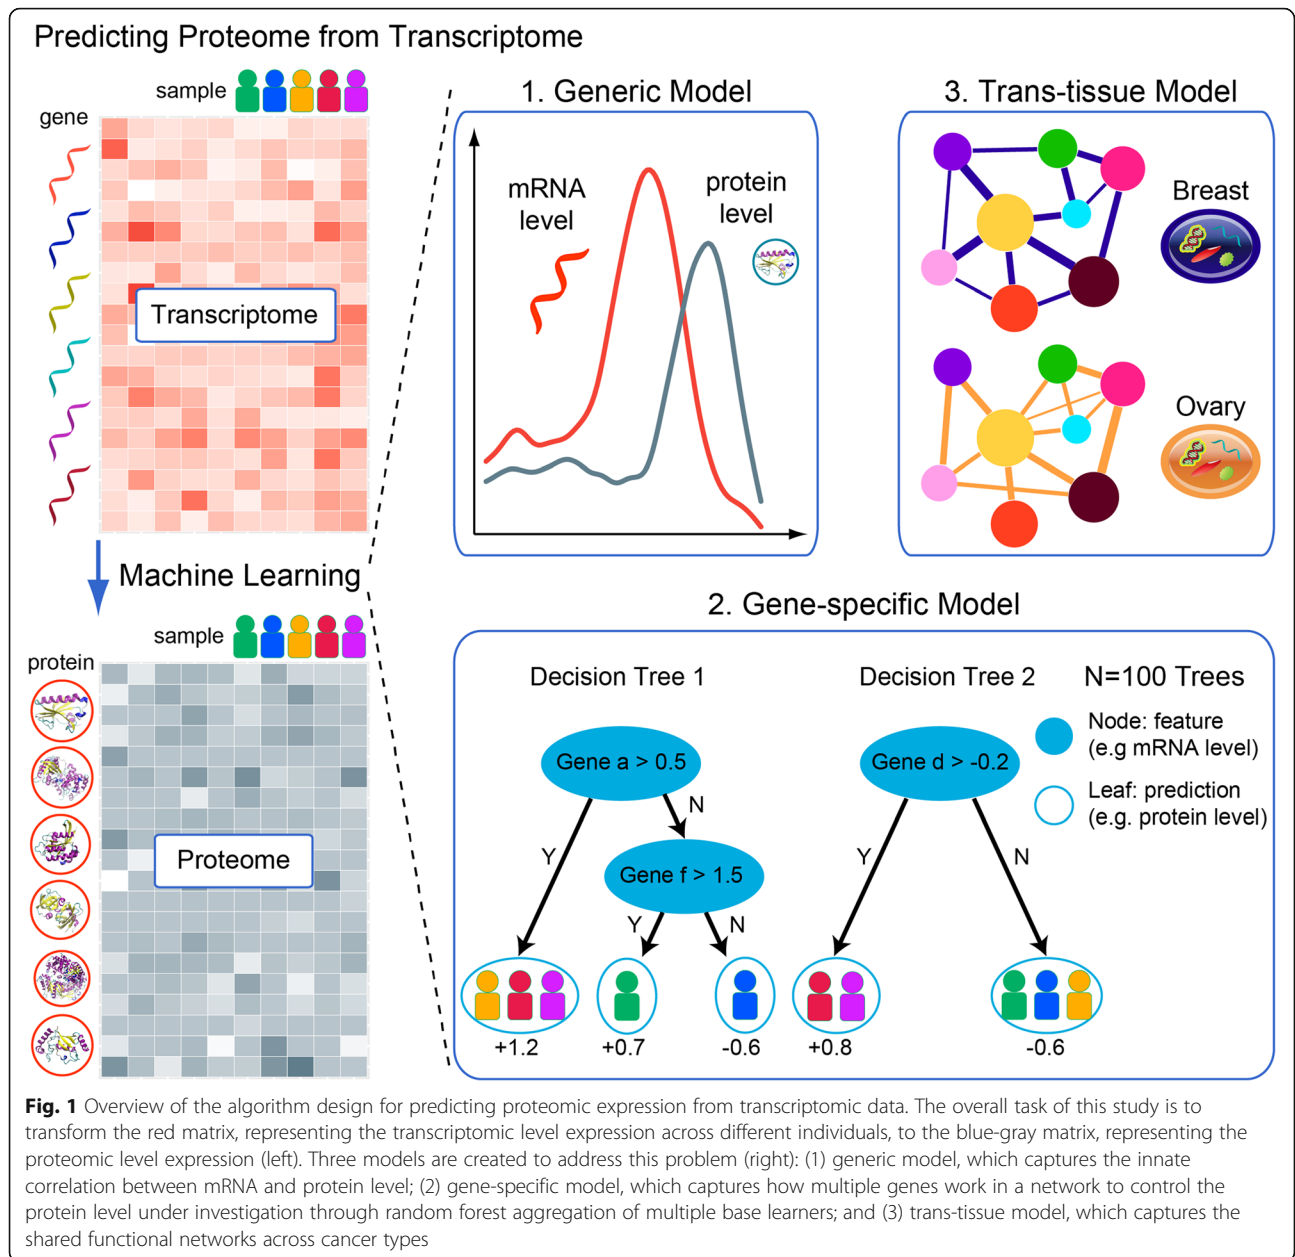 Predicting Proteome from Transcriptome
sample
gene
Transcriptome
Machine Learning
sample
protein
Proteome
1. Generic Model
mRNA
level
protein
level
3. Trans-tissue Model
Breast
Ovary
2. Gene-specific Model
Decision Tree 1
Decision Tree 2
N=100 Trees
Node: feature
(e.g mRNA level)
Leaf: prediction
(e.g. protein level)
Gene a > 0.5
N
Y
Gene f > 1.5
Y
N
+1.2
+0.7
-0.6
Gene d > -0.2
Y
N
+0.8
-0.6
Fig. 1 Overview of the algorithm design for predicting proteomic expression from transcriptomic data. The overall task of this study is to
transform the red matrix, representing the transcriptomic level expression across different individuals, to the blue-gray matrix, representing the
proteomic level expression (left). Three models are created to address this problem (right): (1) generic model, which captures the innate
correlation between mRNA and protein level; (2) gene-specific model, which captures how multiple genes work in a network to control the
protein level under investigation through random forest aggregation of multiple base learners; and (3) trans-tissue model, which captures the
shared functional networks across cancer types